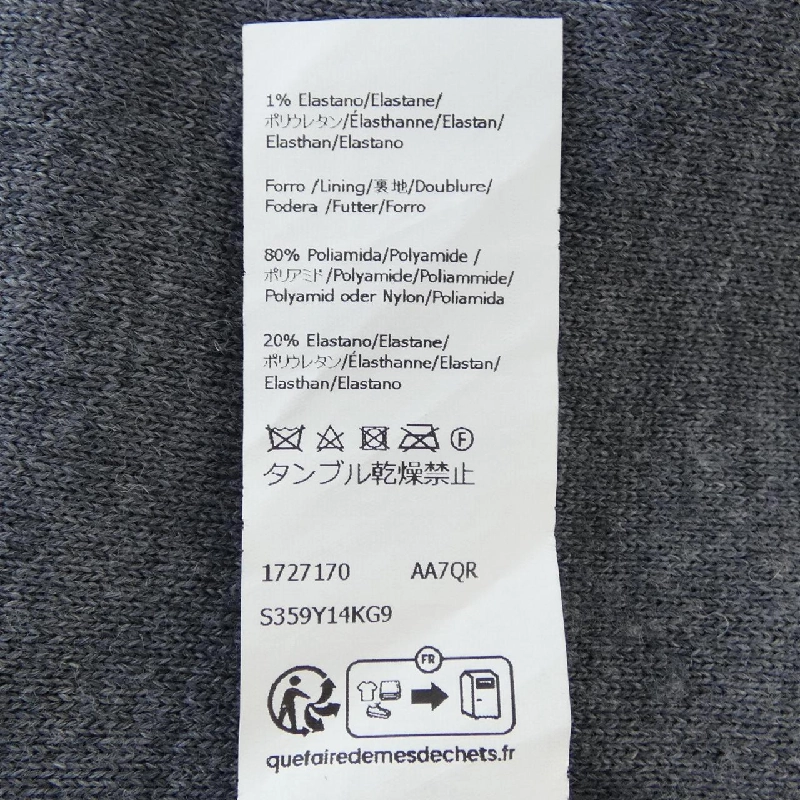 1% Elastano/Elastane/
ポリウレタン/Élasthanne/Elastan/
Elasthan/Elastano
Forro /Lining/裏 地/Doublure/
Fodera /Futter/Forro
80% Poliamida/Polyamide /
ポリアミド/Polyamide/Poliammide/
Polyamid oder Nylon/Poliamida
20% Elastano/Elastane/
ポリウレタン/Élasthanne/Elastan/
Elasthan/Elastano
F
タンブル乾燥禁止
1727170 AA7QR
S359Y14KG9
FR
quefairedemesdechets.fr